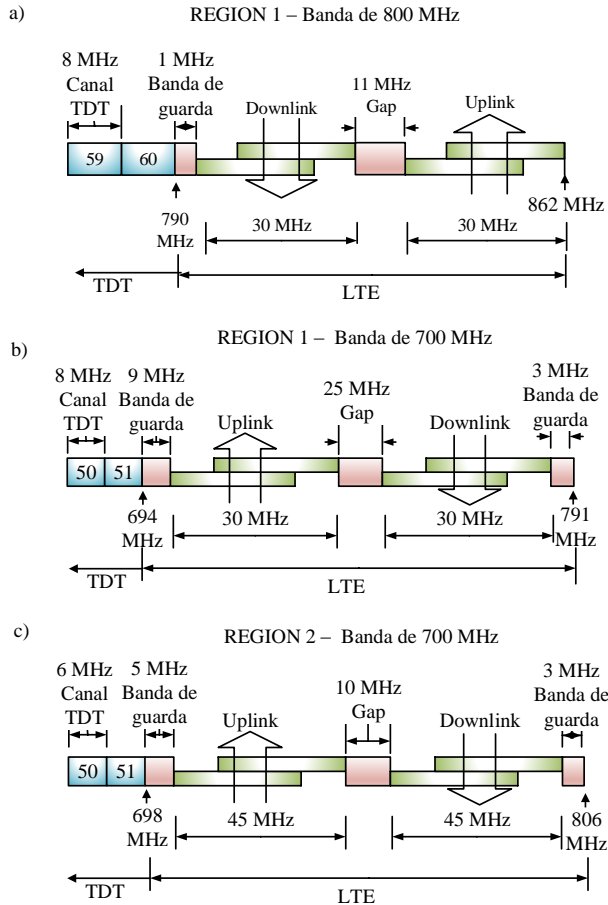 a)
REGION 1 – Banda de 800 MHz
8 MHz
Canal
TDT
1 MHz
Banda de
guarda
Downlink
11 MHz
Gap
Uplink
59
60
790
MHz
862 MHz
30 MHz
30 MHz
TDT
LTE
b)
REGION 1 – Banda de 700 MHz
8 MHz
Canal
TDT
9 MHz
Banda de
guarda
Uplink
25 MHz
Gap
Downlink
3 MHz
Banda de
guarda
50
51
694
MHz
30 MHz
30 MHz
791
MHz
TDT
LTE
c)
REGION 2 – Banda de 700 MHz
6 MHz
Canal
TDT
5 MHz
Banda de
guarda
Uplink
10 MHz
Gap
Downlink
3 MHz
Banda de
guarda
50
51
698
MHz
45 MHz
45 MHz
806
MHz
TDT
LTE